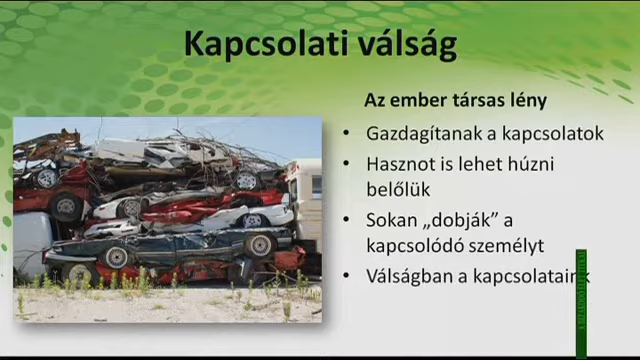 Kapcsolati válság
Az ember társas lény
• Gazdagítanak a kapcsolatok
• Hasznot is lehet húzni
belőlük
• Sokan „dobják” a
kapcsolódó személyt
• Válságban a kapcsolataink